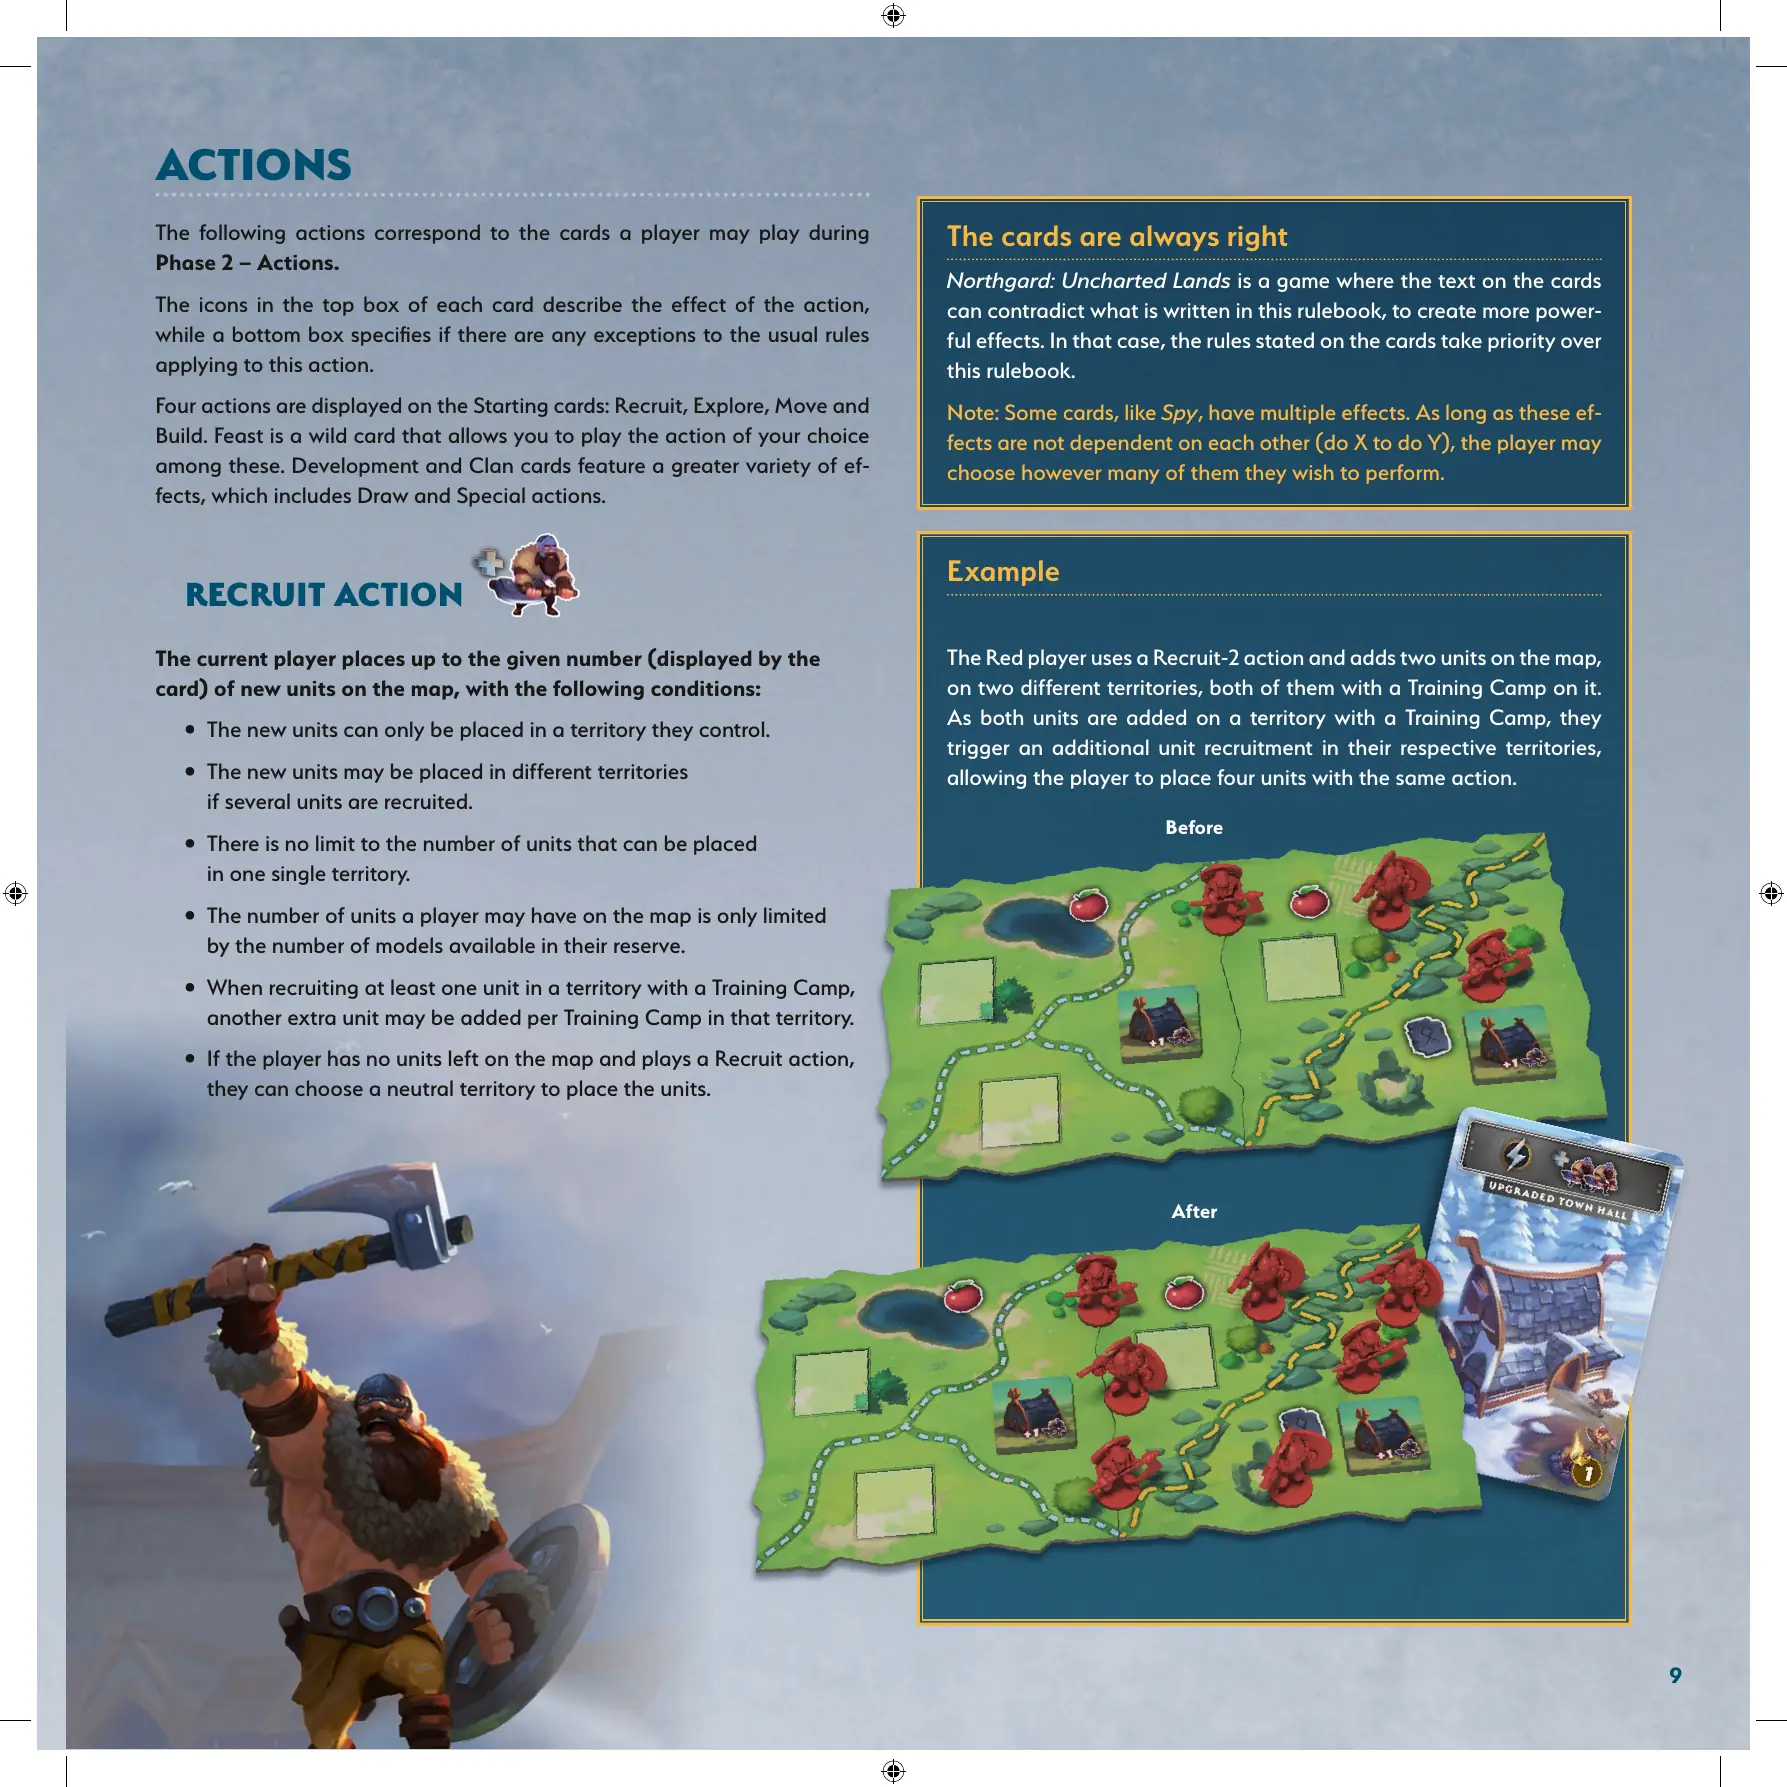 ACTIONS
The following actions correspond to the cards a player may play during
Phase 2 – Actions.
The icons in the top box of each card describe the effect of the action,
while a bottom box specifies if there are any exceptions to the usual rules
applying to this action.
Four actions are displayed on the Starting cards: Recruit, Explore, Move and
Build. Feast is a wild card that allows you to play the action of your choice
among these. Development and Clan cards feature a greater variety of ef-
fects, which includes Draw and Special actions.
RECRUIT ACTION
The current player places up to the given number (displayed by the
card) of new units on the map, with the following conditions:
• The new units can only be placed in a territory they control.
• The new units may be placed in different territories
if several units are recruited.
• There is no limit to the number of units that can be placed
in one single territory.
• The number of units a player may have on the map is only limited
by the number of models available in their reserve.
• When recruiting at least one unit in a territory with a Training Camp,
another extra unit may be added per Training Camp in that territory.
• If the player has no units left on the map and plays a Recruit action,
they can choose a neutral territory to place the units.
The cards are always right
Northgard: Uncharted Lands is a game where the text on the cards
can contradict what is written in this rulebook, to create more power-
ful effects. In that case, the rules stated on the cards take priority over
this rulebook.
Note: Some cards, like Spy, have multiple effects. As long as these ef-
fects are not dependent on each other (do X to do Y), the player may
choose however many of them they wish to perform.
Example
The Red player uses a Recruit-2 action and adds two units on the map,
on two different territories, both of them with a Training Camp on it.
As both units are added on a territory with a Training Camp, they
trigger an additional unit recruitment in their respective territories,
allowing the player to place four units with the same action.
Before
+1
+1
UPGRADED TOWN HALL
After
+1
+1
1
9